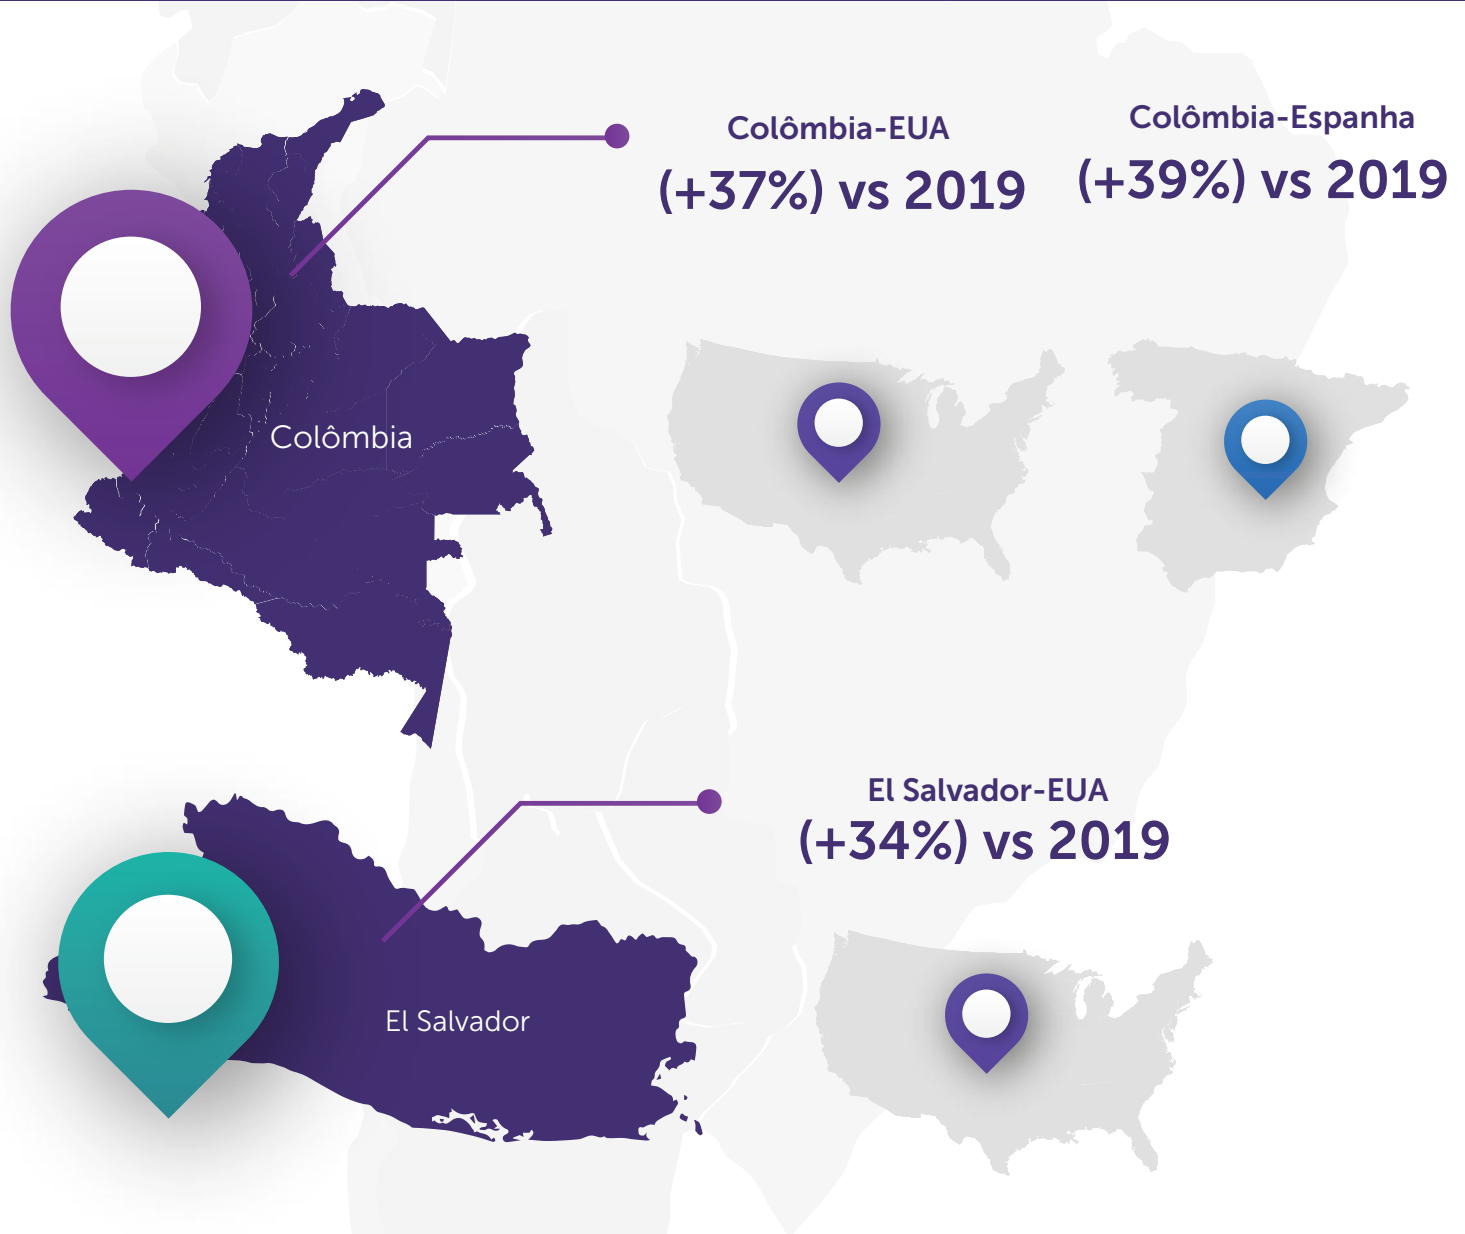 Colômbia-EUA
(+37%) vs 2019
Colômbia-Espanha
(+39%) vs 2019
Colômbia
El Salvador-EUA
(+34%) vs 2019
El Salvador